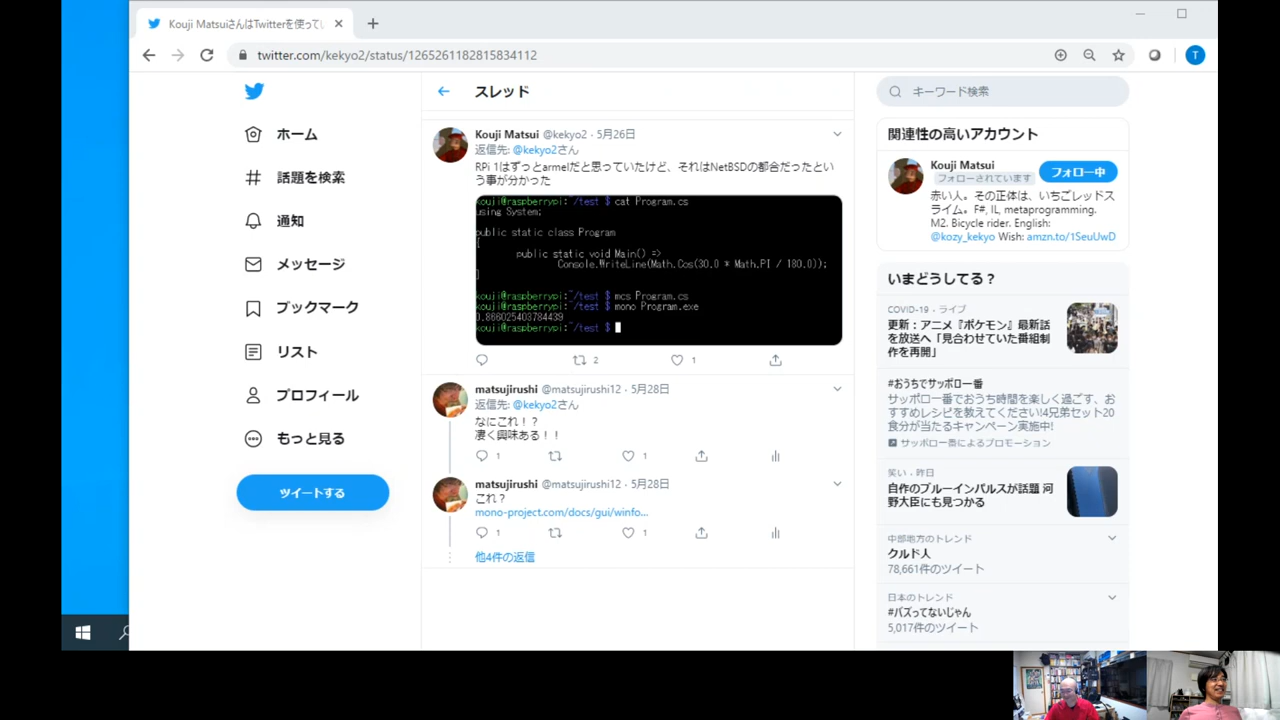 Kouji MatsuiさんはTwitterを使ってい
twitter.com/kekyo2/status/1265261182815834112
T
ホーム
話題を検索
通知
メッセージ
ブックマーク
リスト
プロフィール
もっと見る
ツイートする
スレッド
Kouji Matsui @kekyo2 · 5月26日
返信先: @kekyo2さん
RPi 1はずっとarmelだと思っていたけど、それはNetBSDの都合だったとい
う事が分かった
kouji@raspberrypi:~/test $ cat Program.cs
using System;
public static class Program
{
public static void Main() =>
Console.WriteLine(Math.Cos(30.0 * Math.PI / 180.0));
}
kouji@raspberrypi:~/test $ mcs Program.cs
kouji@raspberrypi:~/test $ mono Program.exe
0.866025403784439
kouji@raspberrypi:~/test $
2
1
matsujirushi @matsujirushi12 · 5月28日
返信先: @kekyo2さん
なにこれ！？
凄く興味ある！！
1
1
matsujirushi @matsujirushi12 · 5月28日
これ？
mono-project.com/docs/gui/winfo...
1
1
他4件の返信
キーワード検索
関連性の高いアカウント
Kouji Matsui
フォローされています
フォロー中
赤い人。その正体は、いちごレッドス
ライム。F#, IL, metaprogramming.
M2. Bicycle rider. English:
@kozy_kekyo Wish: amzn.to/1SeuUwD
いまどうしてる？
COVID-19 · ライブ
更新：アニメ『ポケモン』最新話
を放送へ「見合わせていた番組制
作を再開」
#おうちでサッポロ一番
サッポロ一番でおうち時間を楽しく過ごす、お
すすめレシピを教えてください!4兄弟セット20
食分が当たるキャンペーン実施中!
サッポロ一番によるプロモーション
笑い · 昨日
自作のブルーインパルスが話題 河
野大臣にも見つかる
中部地方のトレンド
クルド人
78,661件のツイート
日本のトレンド
#バズってないじゃん
5,017件のツイート